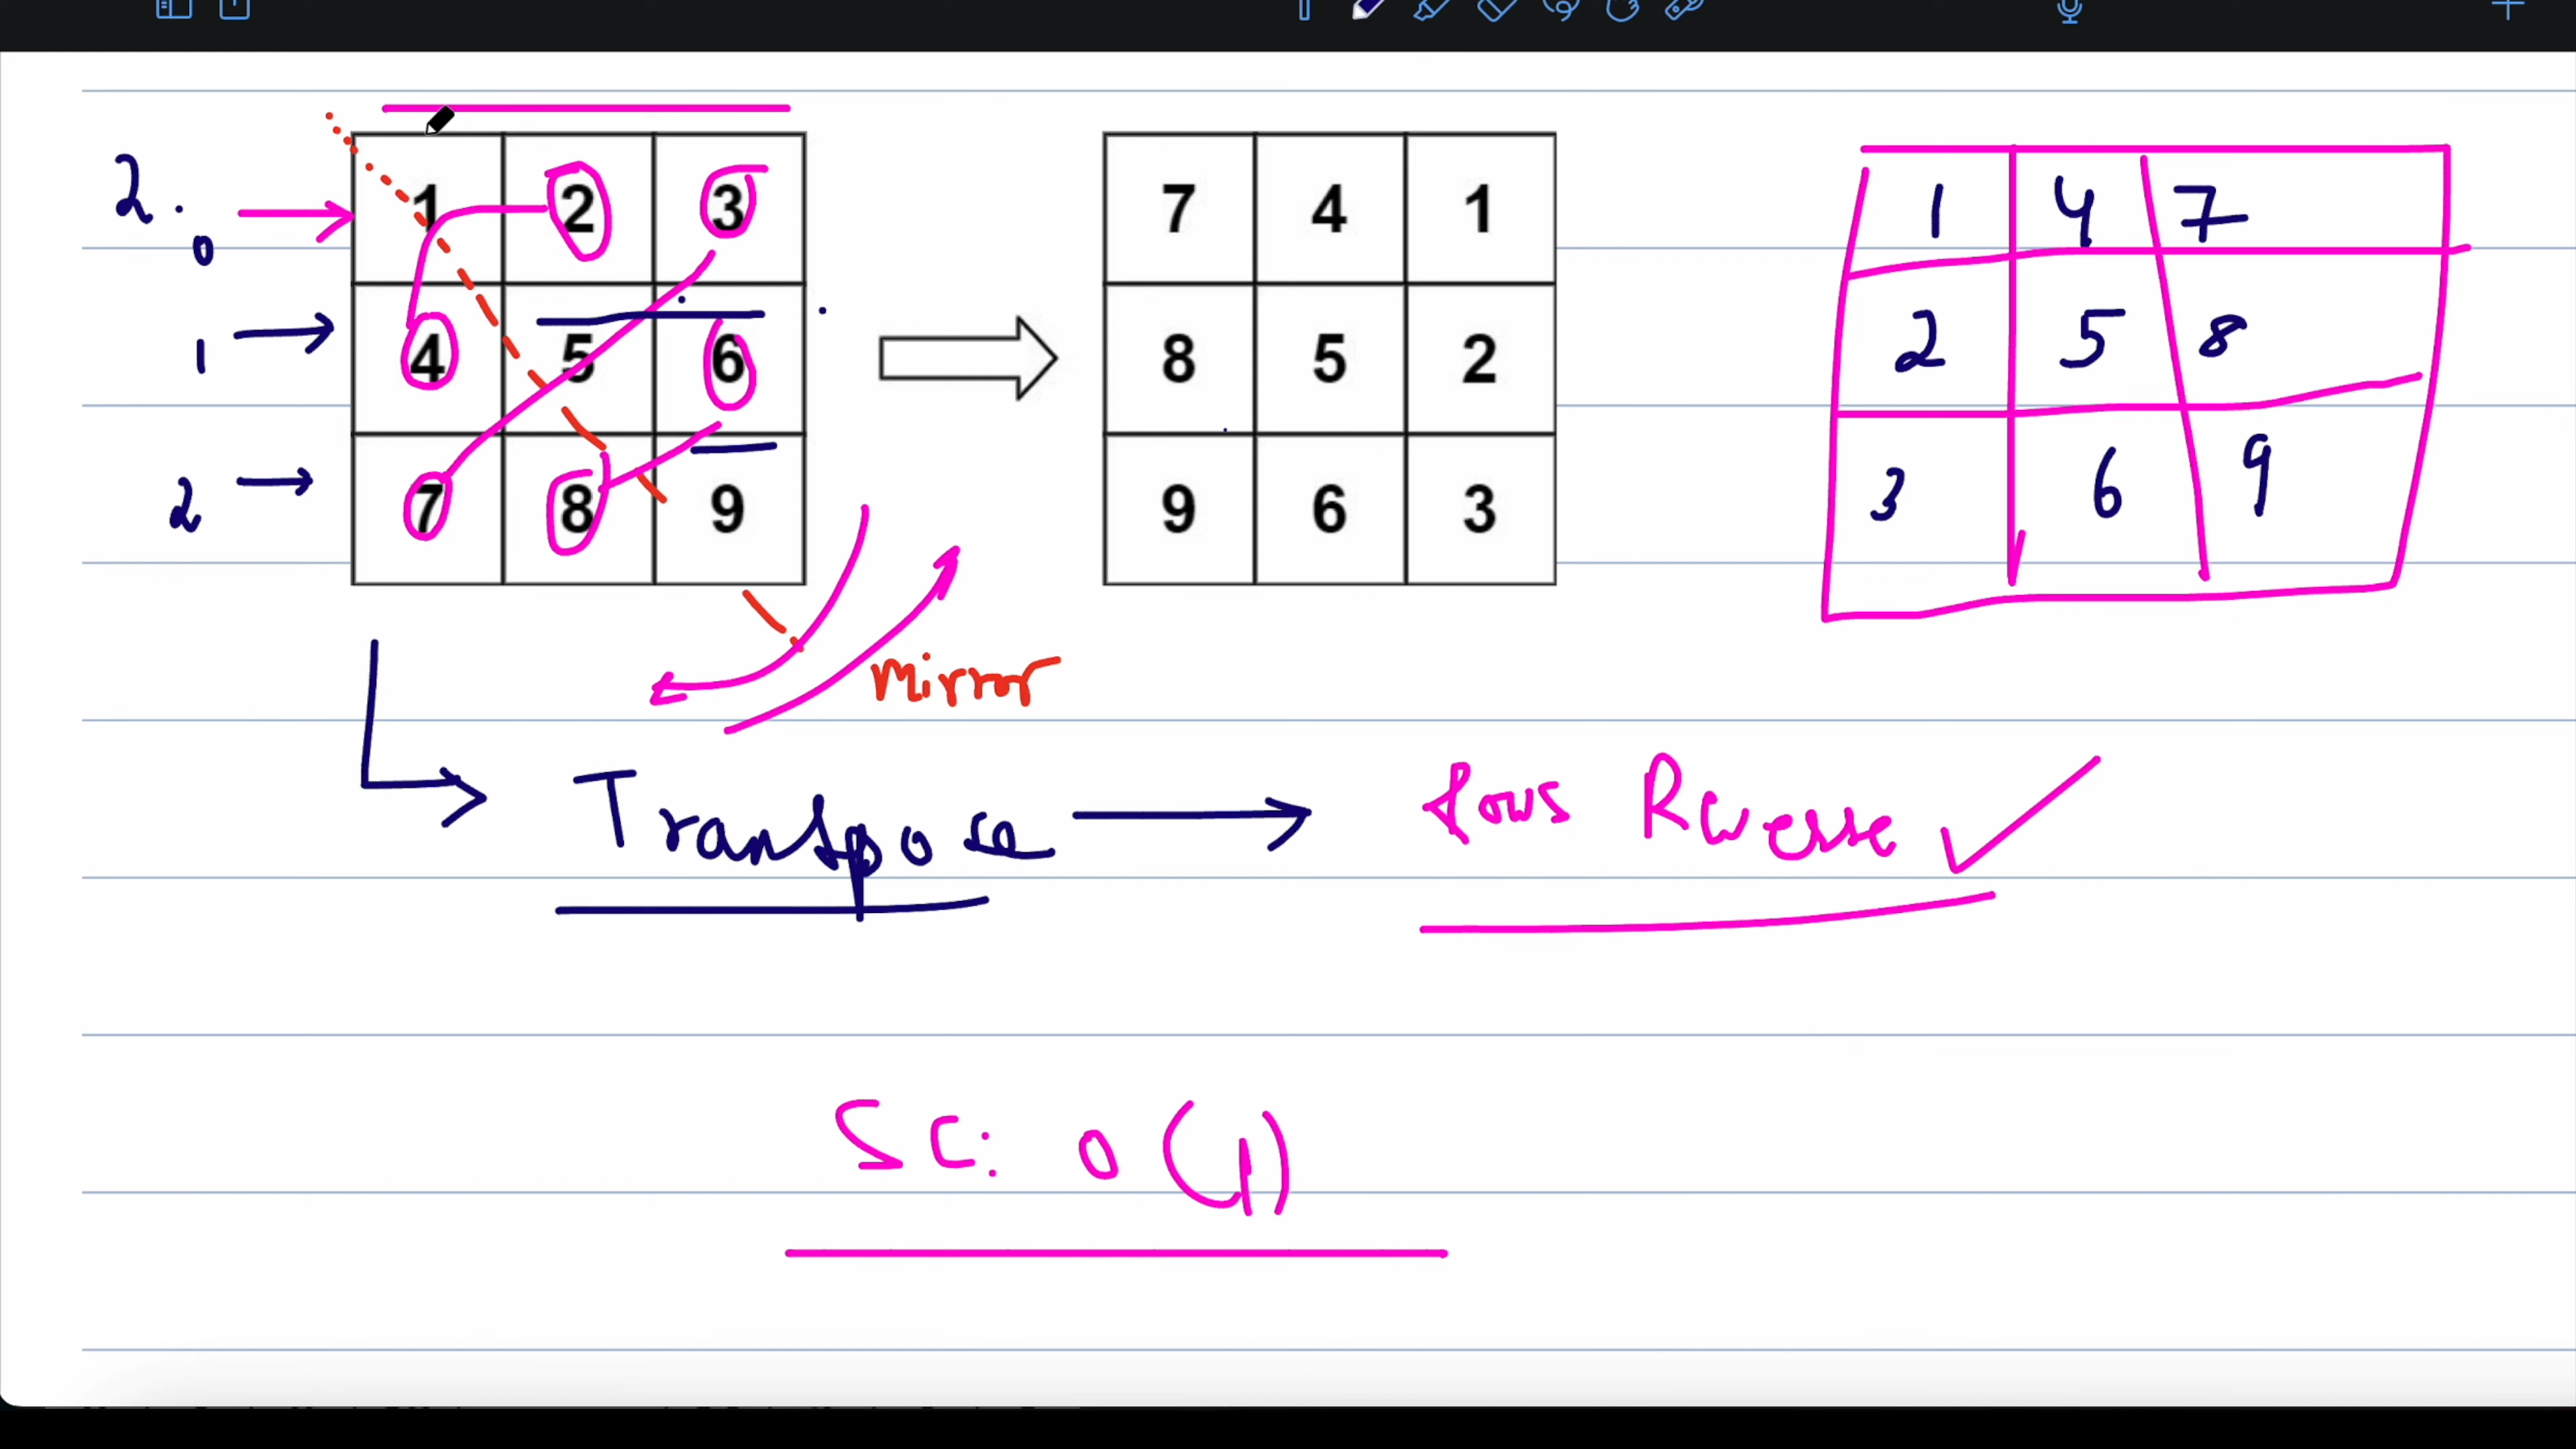 2.
0 1 2 3
1 4 5 6
2 7 8 9
7 4 1
8 5 2
9 6 3
1 4 7
2 5 8
3 6 9
Mirror
Transpose
Rows Reverse
SC: O(1)